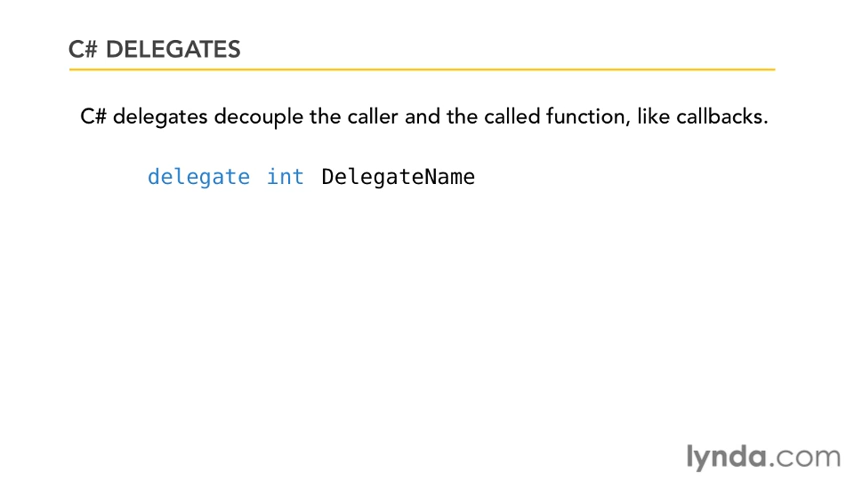 C# DELEGATES
C# delegates decouple the caller and the called function, like callbacks.
delegate int DelegateName
lynda.com